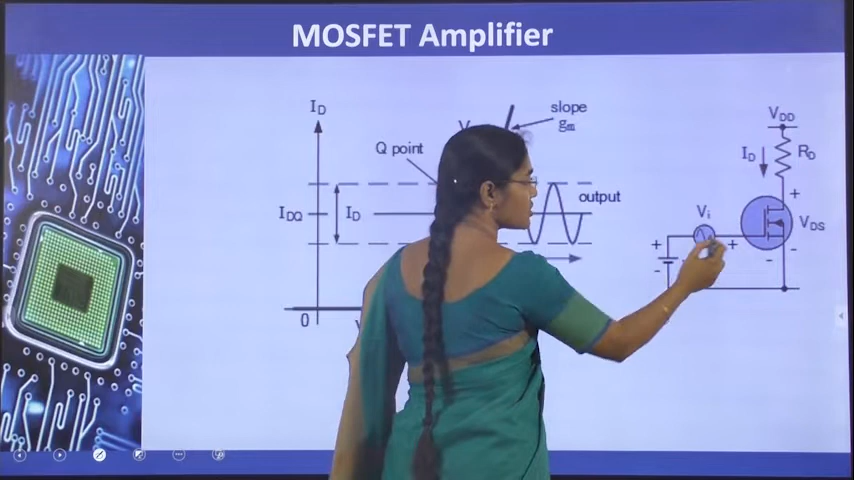 MOSFET Amplifier
I_D
slope
g_m
Q point
I_DQ
I_D
output
0
V_DD
I_D
R_D
+
V_i
V_DS
+
+
-
-
-